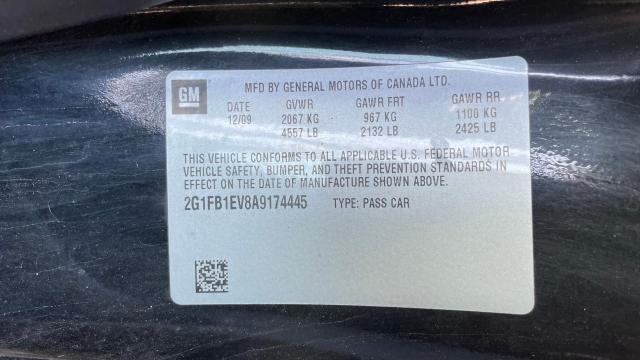 GM
MFD BY GENERAL MOTORS OF CANADA LTD.
DATE GVWR GAWR FRT GAWR RR
12/09 2067 KG 967 KG 1100 KG
4557 LB 2132 LB 2425 LB
THIS VEHICLE CONFORMS TO ALL APPLICABLE U.S. FEDERAL MOTOR
VEHICLE SAFETY, BUMPER, AND THEFT PREVENTION STANDARDS IN
EFFECT ON THE DATE OF MANUFACTURE SHOWN ABOVE.
2G1FB1EV8A9174445 TYPE: PASS CAR